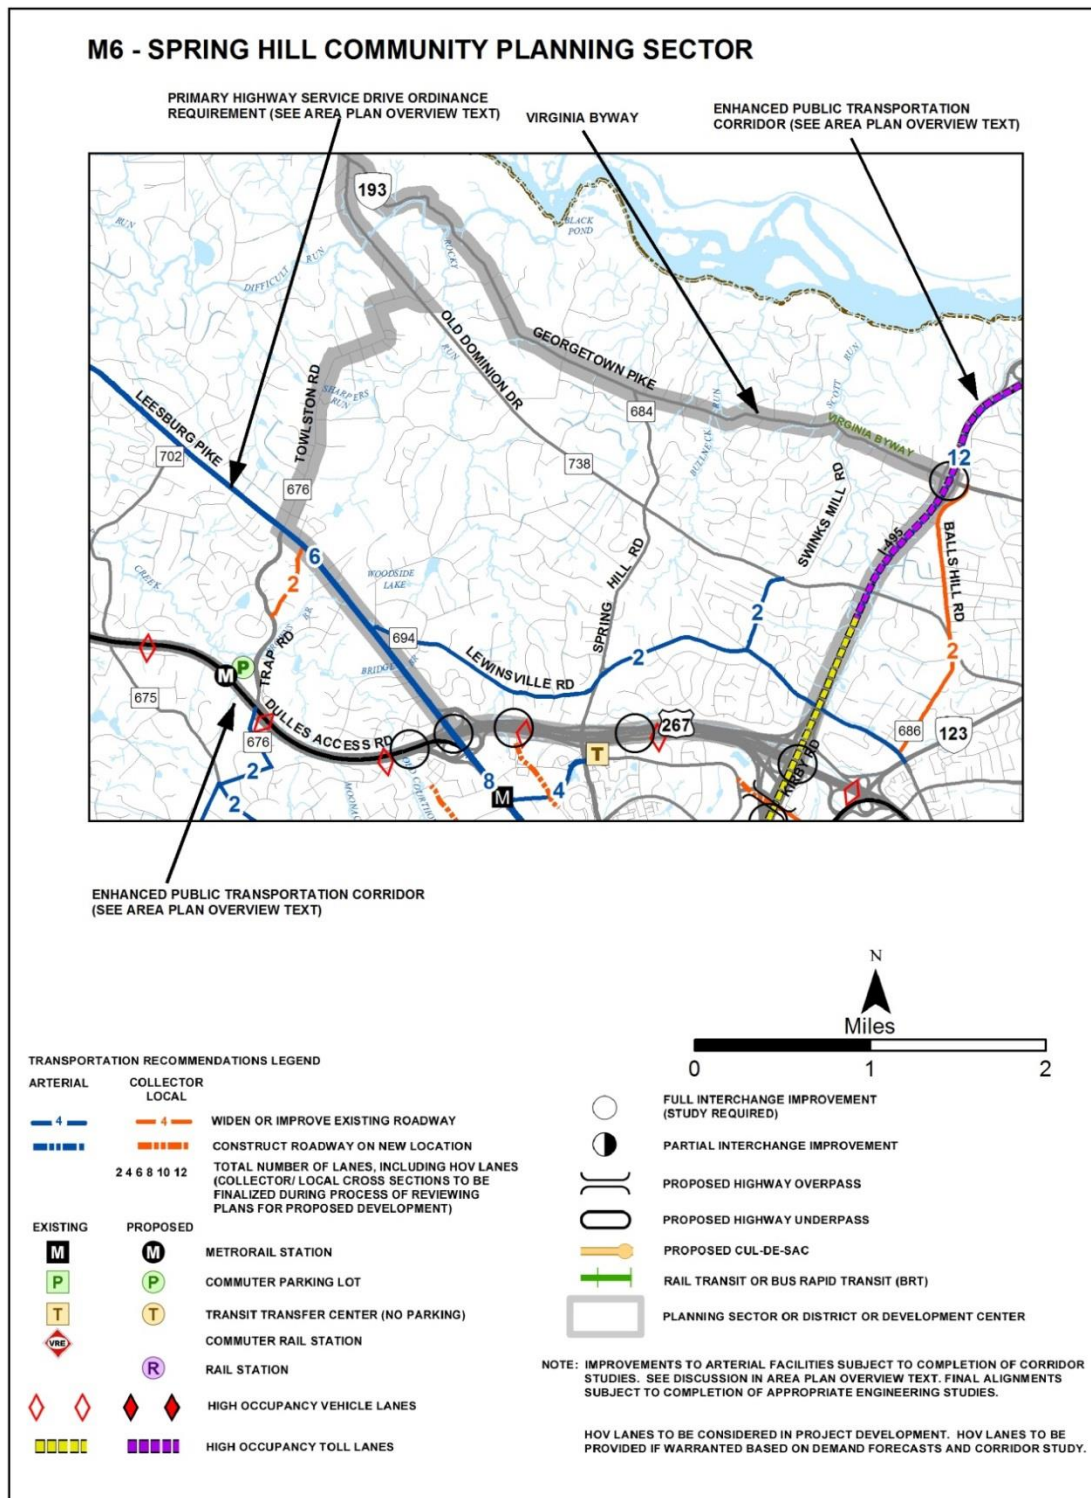 M6 - SPRING HILL COMMUNITY PLANNING SECTOR
PRIMARY HIGHWAY SERVICE DRIVE ORDINANCE
REQUIREMENT (SEE AREA PLAN OVERVIEW TEXT)
VIRGINIA BYWAY
ENHANCED PUBLIC TRANSPORTATION
CORRIDOR (SEE AREA PLAN OVERVIEW TEXT)
193
RUN
BLACK
POND
DIFFICULT RUN
ROCKY
RUN
OLD DOMINION DR
GEORGETOWN PIKE
LEESBURG PIKE
TOWLSTON RD
SHARPERS
RUN
684
BULLNECK RUN
SCOTT RUN
VIRGINIA BYWAY
12
702
676
738
SWINKS MILL RD
I-495
BALLS HILL RD
6
CREEK
2
WOODSIDE
LAKE
SPRING HILL RD
2
694
LEWINSVILLE RD
2
2
TRAP RD
BRIDGE
P
M
675
DULLES ACCESS RD
267
686
123
676
T
KIRBY RD
2
2
8
4
M
OLD COURTHO
MOONAC
ENHANCED PUBLIC TRANSPORTATION CORRIDOR
(SEE AREA PLAN OVERVIEW TEXT)
N
Miles
0 1 2
TRANSPORTATION RECOMMENDATIONS LEGEND
ARTERIAL
COLLECTOR
LOCAL
4 4 WIDEN OR IMPROVE EXISTING ROADWAY
CONSTRUCT ROADWAY ON NEW LOCATION
2 4 6 8 10 12 TOTAL NUMBER OF LANES, INCLUDING HOV LANES
(COLLECTOR/ LOCAL CROSS SECTIONS TO BE
FINALIZED DURING PROCESS OF REVIEWING
PLANS FOR PROPOSED DEVELOPMENT)
EXISTING PROPOSED
M M METRORAIL STATION
P P COMMUTER PARKING LOT
T T TRANSIT TRANSFER CENTER (NO PARKING)
VRE COMMUTER RAIL STATION
R RAIL STATION
HIGH OCCUPANCY VEHICLE LANES
HIGH OCCUPANCY TOLL LANES
FULL INTERCHANGE IMPROVEMENT
(STUDY REQUIRED)
PARTIAL INTERCHANGE IMPROVEMENT
PROPOSED HIGHWAY OVERPASS
PROPOSED HIGHWAY UNDERPASS
PROPOSED CUL-DE-SAC
RAIL TRANSIT OR BUS RAPID TRANSIT (BRT)
PLANNING SECTOR OR DISTRICT OR DEVELOPMENT CENTER
NOTE: IMPROVEMENTS TO ARTERIAL FACILITIES SUBJECT TO COMPLETION OF CORRIDOR
STUDIES. SEE DISCUSSION IN AREA PLAN OVERVIEW TEXT. FINAL ALIGNMENTS
SUBJECT TO COMPLETION OF APPROPRIATE ENGINEERING STUDIES.
HOV LANES TO BE CONSIDERED IN PROJECT DEVELOPMENT. HOV LANES TO BE
PROVIDED IF WARRANTED BASED ON DEMAND FORECASTS AND CORRIDOR STUDY.